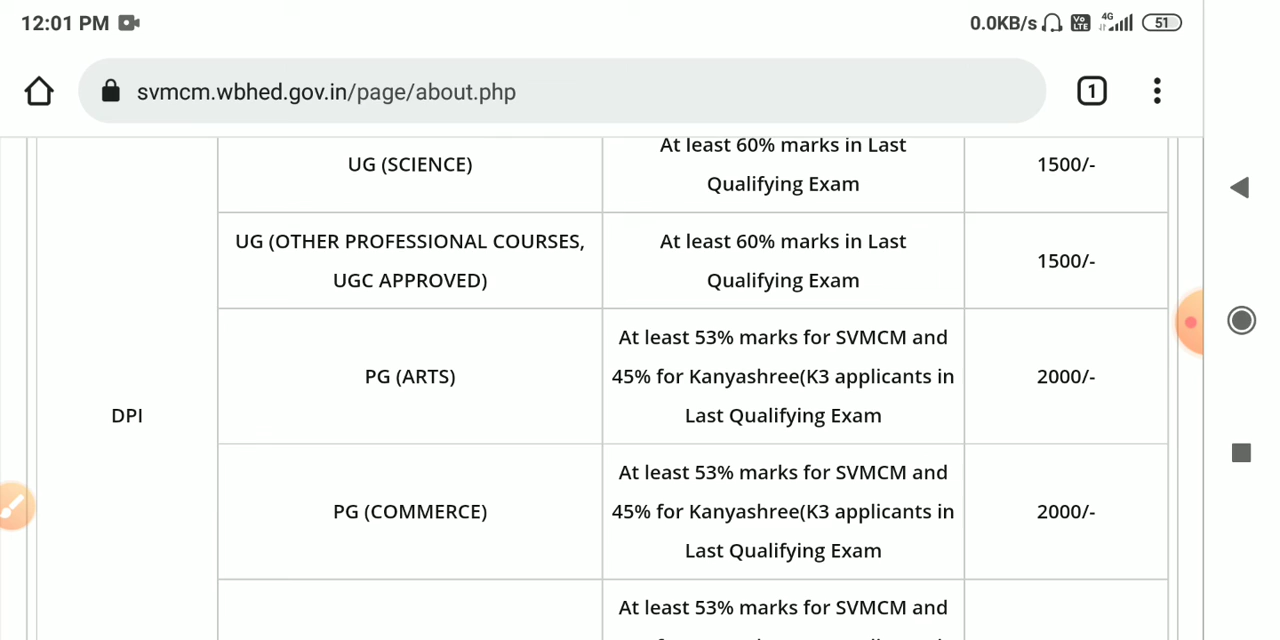 12:01 PM
0.0KB/s
Vo LTE
4G
51
svmcm.wbhed.gov.in/page/about.php
1
UG (SCIENCE)
At least 60% marks in Last
Qualifying Exam
1500/-
UG (OTHER PROFESSIONAL COURSES,
UGC APPROVED)
At least 60% marks in Last
Qualifying Exam
1500/-
DPI
PG (ARTS)
At least 53% marks for SVMCM and
45% for Kanyashree(K3 applicants in
Last Qualifying Exam
2000/-
PG (COMMERCE)
At least 53% marks for SVMCM and
45% for Kanyashree(K3 applicants in
Last Qualifying Exam
2000/-
At least 53% marks for SVMCM and